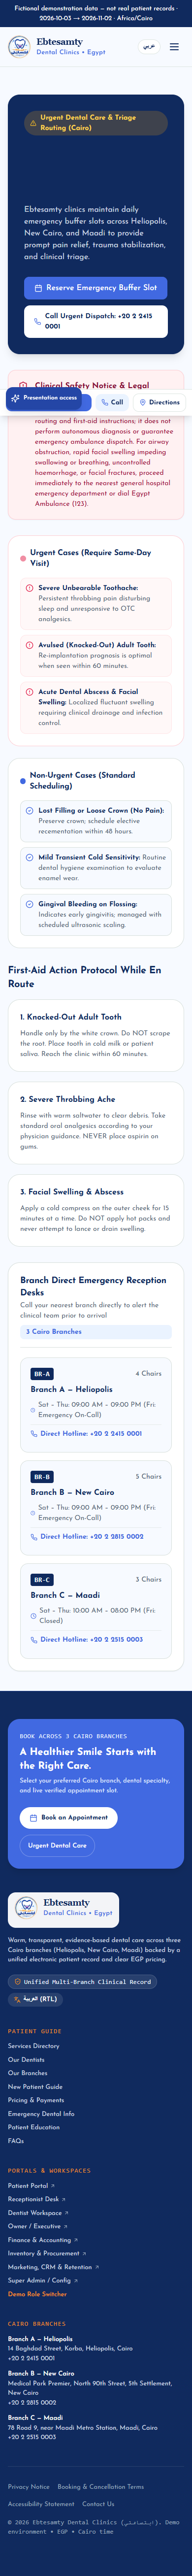 Fictional demonstration data — not real patient records ·
2026-10-03 → 2026-11-02 · Africa/Cairo
Ebtesamty
Dental Clinics • Egypt
عربي
Urgent Dental Care & Triage
Routing (Cairo)
Ebtesamty clinics maintain daily
emergency buffer slots across Heliopolis,
New Cairo, and Maadi to provide
prompt pain relief, trauma stabilization,
and clinical triage.
Reserve Emergency Buffer Slot
Call Urgent Dispatch: +20 2 2415
0001
Clinical Safety Notice & Legal
Presentation access
Call
Directions
routing and first-aid instructions; it does not
perform autonomous diagnosis or guarantee
emergency ambulance dispatch. For airway
obstruction, rapid facial swelling impeding
swallowing or breathing, uncontrolled
haemorrhage, or facial fractures, proceed
immediately to the nearest general hospital
emergency department or dial Egypt
Ambulance (123).
Urgent Cases (Require Same-Day
Visit)
Severe Unbearable Toothache:
Persistent throbbing pain disturbing
sleep and unresponsive to OTC
analgesics.
Avulsed (Knocked-Out) Adult Tooth:
Re-implantation prognosis is optimal
when seen within 60 minutes.
Acute Dental Abscess & Facial
Swelling: Localized fluctuant swelling
requiring clinical drainage and infection
control.
Non-Urgent Cases (Standard
Scheduling)
Lost Filling or Loose Crown (No Pain):
Preserve crown; schedule elective
recementation within 48 hours.
Mild Transient Cold Sensitivity: Routine
dental hygiene examination to evaluate
enamel wear.
Gingival Bleeding on Flossing:
Indicates early gingivitis; managed with
scheduled ultrasonic scaling.
First-Aid Action Protocol While En
Route
1. Knocked-Out Adult Tooth
Handle only by the white crown. Do NOT scrape
the root. Place tooth in cold milk or patient
saliva. Reach the clinic within 60 minutes.
2. Severe Throbbing Ache
Rinse with warm saltwater to clear debris. Take
standard oral analgesics according to your
physician guidance. NEVER place aspirin on
gums.
3. Facial Swelling & Abscess
Apply a cold compress on the outer cheek for 15
minutes at a time. Do NOT apply hot packs and
never attempt to lance or drain swelling.
Branch Direct Emergency Reception
Desks
Call your nearest branch directly to alert the
clinical team prior to arrival
3 Cairo Branches
BR-A
4 Chairs
Branch A — Heliopolis
Sat – Thu: 09:00 AM – 09:00 PM (Fri:
Emergency On-Call)
Direct Hotline: +20 2 2415 0001
BR-B
5 Chairs
Branch B — New Cairo
Sat – Thu: 09:00 AM – 09:00 PM (Fri:
Emergency On-Call)
Direct Hotline: +20 2 2815 0002
BR-C
3 Chairs
Branch C — Maadi
Sat – Thu: 10:00 AM – 08:00 PM (Fri:
Closed)
Direct Hotline: +20 2 2515 0003
BOOK ACROSS 3 CAIRO BRANCHES
A Healthier Smile Starts with
the Right Care.
Select your preferred Cairo branch, dental specialty,
and live verified appointment slot.
Book an Appointment
Urgent Dental Care
Ebtesamty
Dental Clinics • Egypt
Warm, transparent, evidence-based dental care across three
Cairo branches (Heliopolis, New Cairo, Maadi) backed by a
unified electronic patient record and clear EGP pricing.
Unified Multi-Branch Clinical Record
العربية (RTL)
PATIENT GUIDE
Services Directory
Our Dentists
Our Branches
New Patient Guide
Pricing & Payments
Emergency Dental Info
Patient Education
FAQs
PORTALS & WORKSPACES
Patient Portal
Receptionist Desk
Dentist Workspace
Owner / Executive
Finance & Accounting
Inventory & Procurement
Marketing, CRM & Retention
Super Admin / Config
Demo Role Switcher
CAIRO BRANCHES
Branch A — Heliopolis
14 Baghdad Street, Korba, Heliopolis, Cairo
+20 2 2415 0001
Branch B — New Cairo
Medical Park Premier, North 90th Street, 5th Settlement,
New Cairo
+20 2 2815 0002
Branch C — Maadi
78 Road 9, near Maadi Metro Station, Maadi, Cairo
+20 2 2515 0003
Privacy Notice
Booking & Cancellation Terms
Accessibility Statement
Contact Us
© 2026 Ebtesamty Dental Clinics (ابتسامتي). Demo
environment • EGP • Cairo time